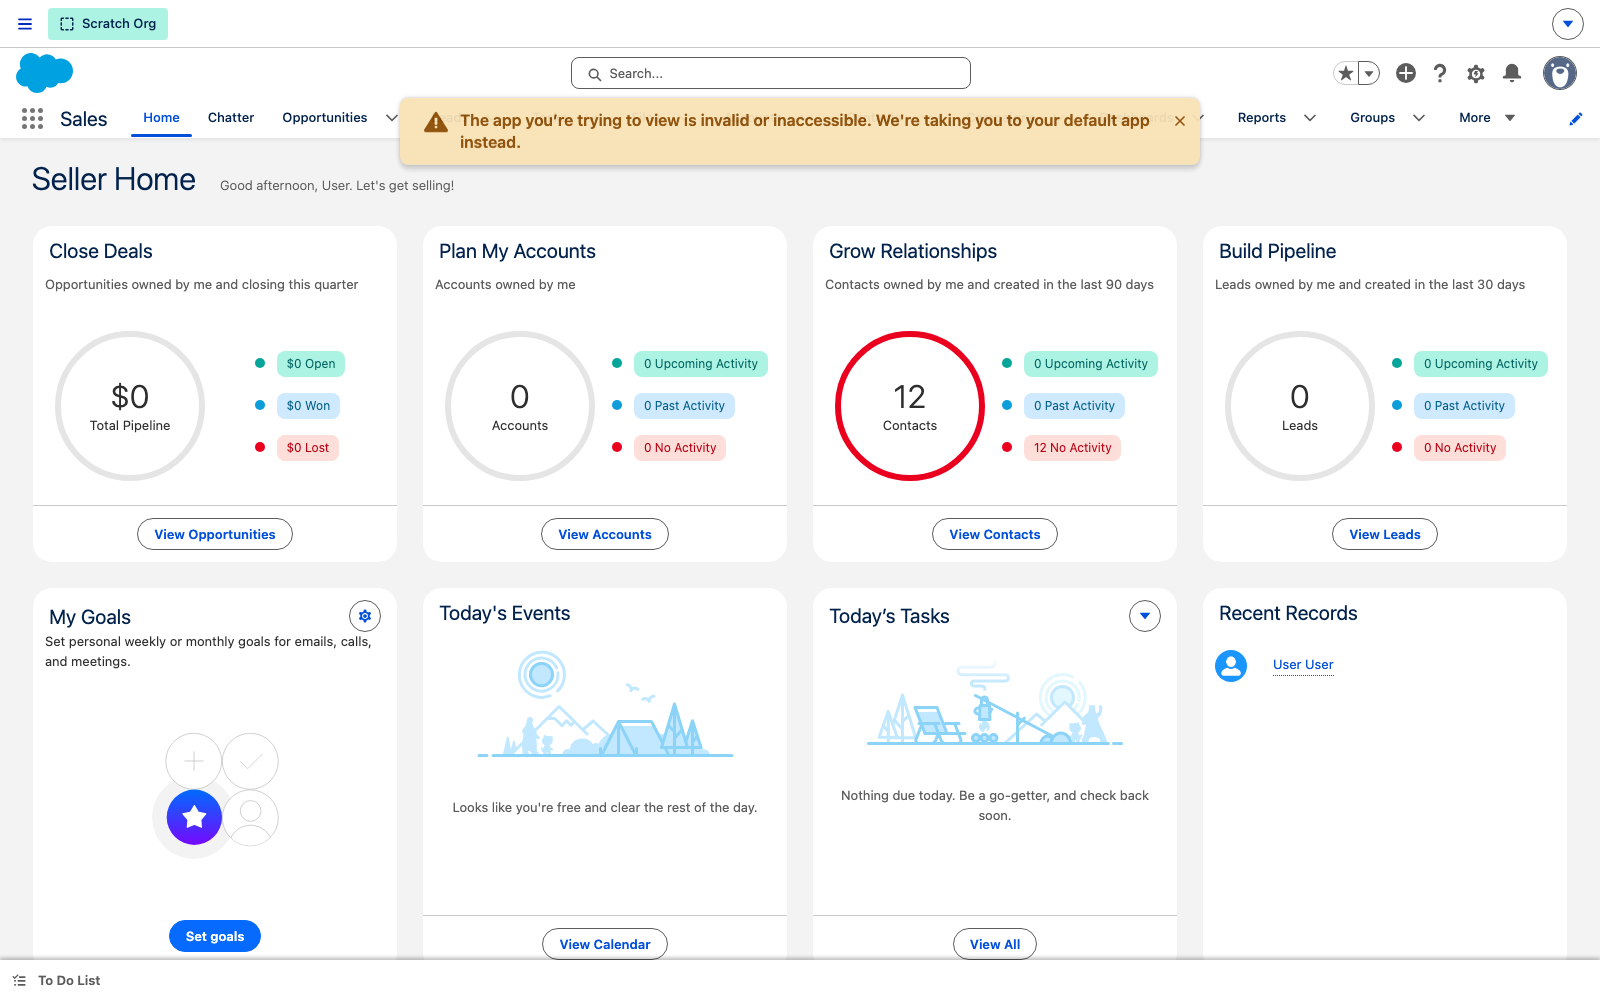 Scratch Org
Search...
Sales
Home
Chatter
Opportunities
Reports
Groups
More
The app you’re trying to view is invalid or inaccessible. We're taking you to your default app
instead.
Seller Home
Good afternoon, User. Let's get selling!
Close Deals
Opportunities owned by me and closing this quarter
$0
Total Pipeline
$0 Open
$0 Won
$0 Lost
View Opportunities
Plan My Accounts
Accounts owned by me
0
Accounts
0 Upcoming Activity
0 Past Activity
0 No Activity
View Accounts
Grow Relationships
Contacts owned by me and created in the last 90 days
12
Contacts
0 Upcoming Activity
0 Past Activity
12 No Activity
View Contacts
Build Pipeline
Leads owned by me and created in the last 30 days
0
Leads
0 Upcoming Activity
0 Past Activity
0 No Activity
View Leads
My Goals
Set personal weekly or monthly goals for emails, calls,
and meetings.
Set goals
Today's Events
Looks like you're free and clear the rest of the day.
View Calendar
Today’s Tasks
Nothing due today. Be a go-getter, and check back
soon.
View All
Recent Records
User User
To Do List